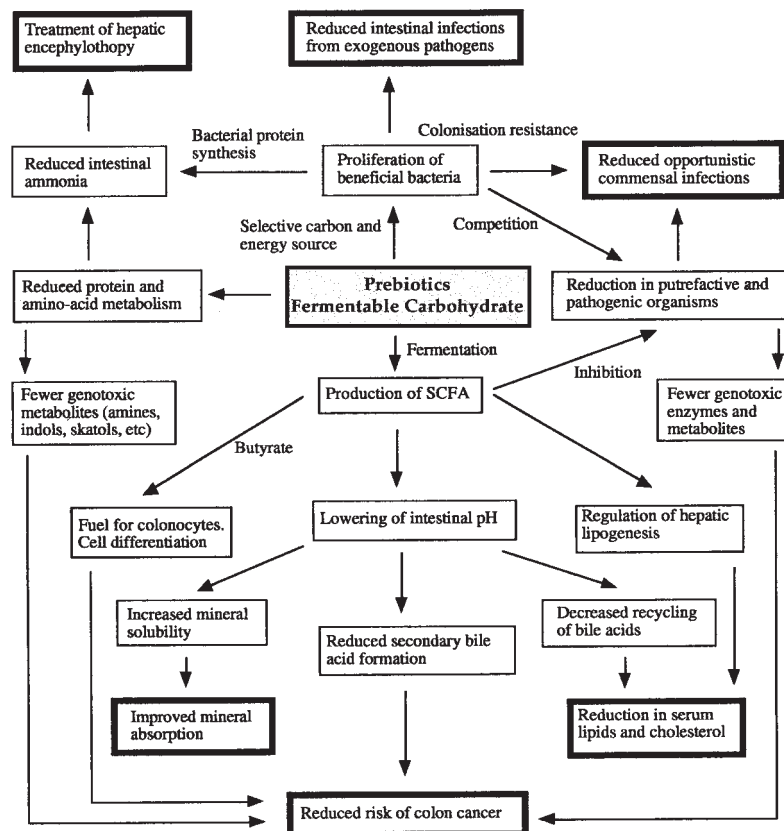 Treatment of hepatic
encephylothopy
Reduced intestinal infections
from exogenous pathogens
Bacterial protein
synthesis
Colonisation resistance
Reduced intestinal
ammonia
Proliferation of
beneficial bacteria
Reduced opportunistic
commensal infections
Selective carbon and
energy source
Competition
Reduced protein and
amino-acid metabolism
Prebiotics
Fermentable Carbohydrate
Reduction in putrefactive and
pathogenic organisms
Fermentation
Inhibition
Fewer genotoxic
metabolites (amines,
indols, skatols, etc)
Production of SCFA
Fewer genotoxic
enzymes and
metabolites
Butyrate
Fuel for colonocytes.
Cell differentiation
Lowering of intestinal pH
Regulation of hepatic
lipogenesis
Increased mineral
solubility
Reduced secondary bile
acid formation
Decreased recycling
of bile acids
Improved mineral
absorption
Reduction in serum
lipids and cholesterol
Reduced risk of colon cancer